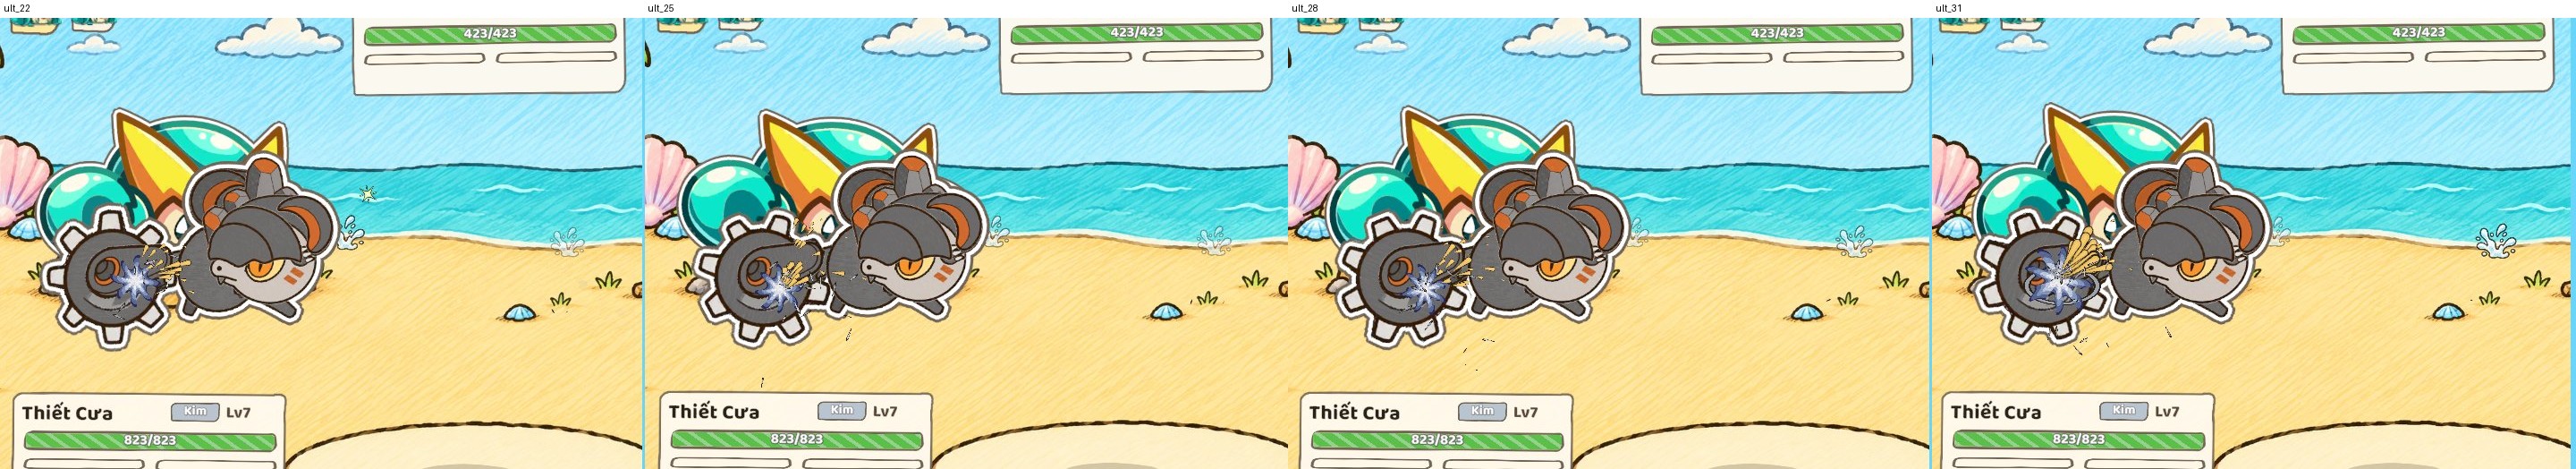 ult_22
423/423
Thiết Cưa Kim Lv7
823/823
ult_25
423/423
Thiết Cưa Kim Lv7
823/823
ult_28
423/423
Thiết Cưa Kim Lv7
823/823
ult_31
423/423
Thiết Cưa Kim Lv7
823/823